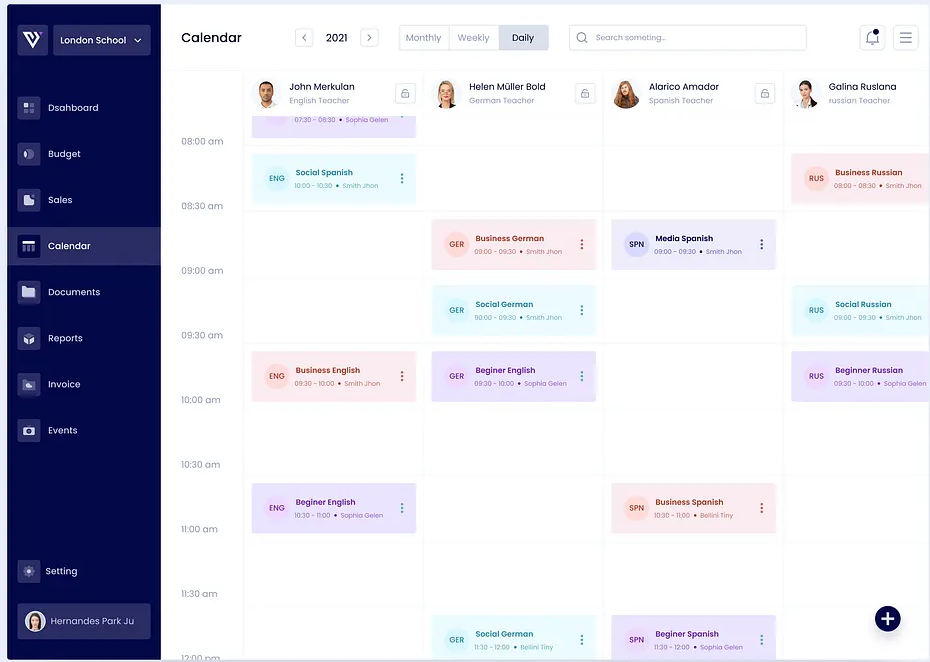 London School
Calendar
2021
Monthly
Weekly
Daily
Search someting..
Dsahboard
Budget
Sales
Calendar
Documents
Reports
Invoice
Events
Setting
Hernandes Park Ju
John Merkulan
English Teacher
Helen Müller Bold
German Teacher
Alarico Amador
Spanish Teacher
Galina Ruslana
russian Teacher
07:30 - 08:30 • Sophia Gelen
08:00 am
ENG
Social Spanish
10:00 - 10:30 • Smith Jhon
RUS
Business Russian
08:00 - 08:30 • Smith Jhon
08:30 am
GER
Business German
09:00 - 09:30 • Smith Jhon
SPN
Media Spanish
09:00 - 09:30 • Smith Jhon
09:00 am
GER
Social German
90:00 - 09:30 • Smith Jhon
RUS
Social Russian
09:00 - 09:30 • Smith Jhon
09:30 am
ENG
Business English
09:30 - 10:00 • Smith Jhon
GER
Beginer English
09:30 - 10:00 • Sophia Gelen
RUS
Beginner Russian
09:30 - 10:00 • Sophia Gelen
10:00 am
10:30 am
ENG
Beginer English
10:30 - 11:00 • Sophia Gelen
SPN
Business Spanish
10:30 - 11:00 • Bellini Tiny
11:00 am
11:30 am
GER
Social German
11:30 - 12:00 • Bellini Tiny
SPN
Beginer Spanish
11:30 - 12:00 • Sophia Gelen
12:00 pm